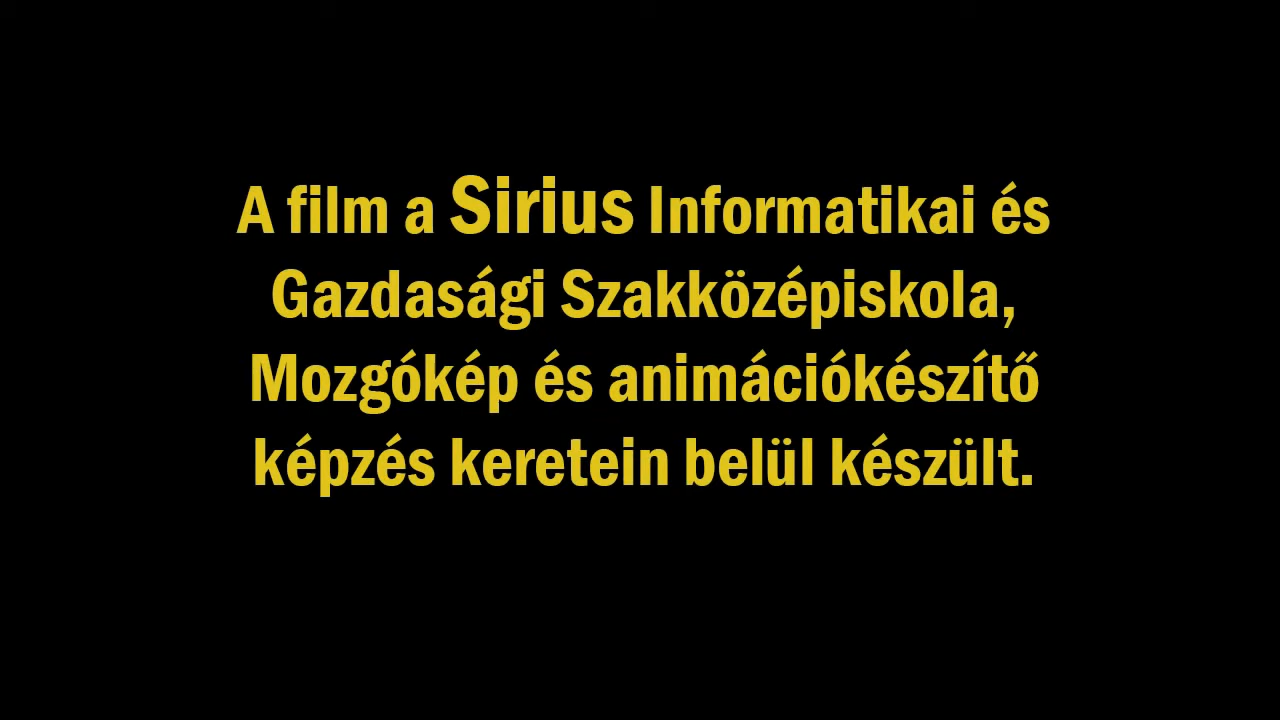 A film a Sirius Informatikai és
Gazdasági Szakközépiskola,
Mozgókép és animációkészítő
képzés keretein belül készült.